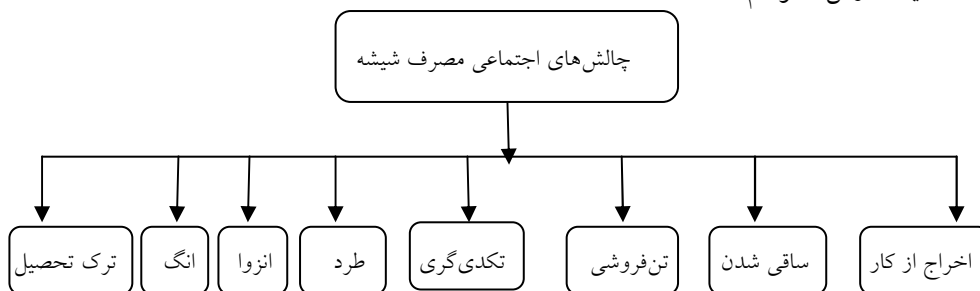 چالش‌های اجتماعی مصرف شیشه
اخراج از کار
ساقی شدن
تن‌فروشی
تکدی‌گری
طرد
انزوا
انگ
ترک تحصیل